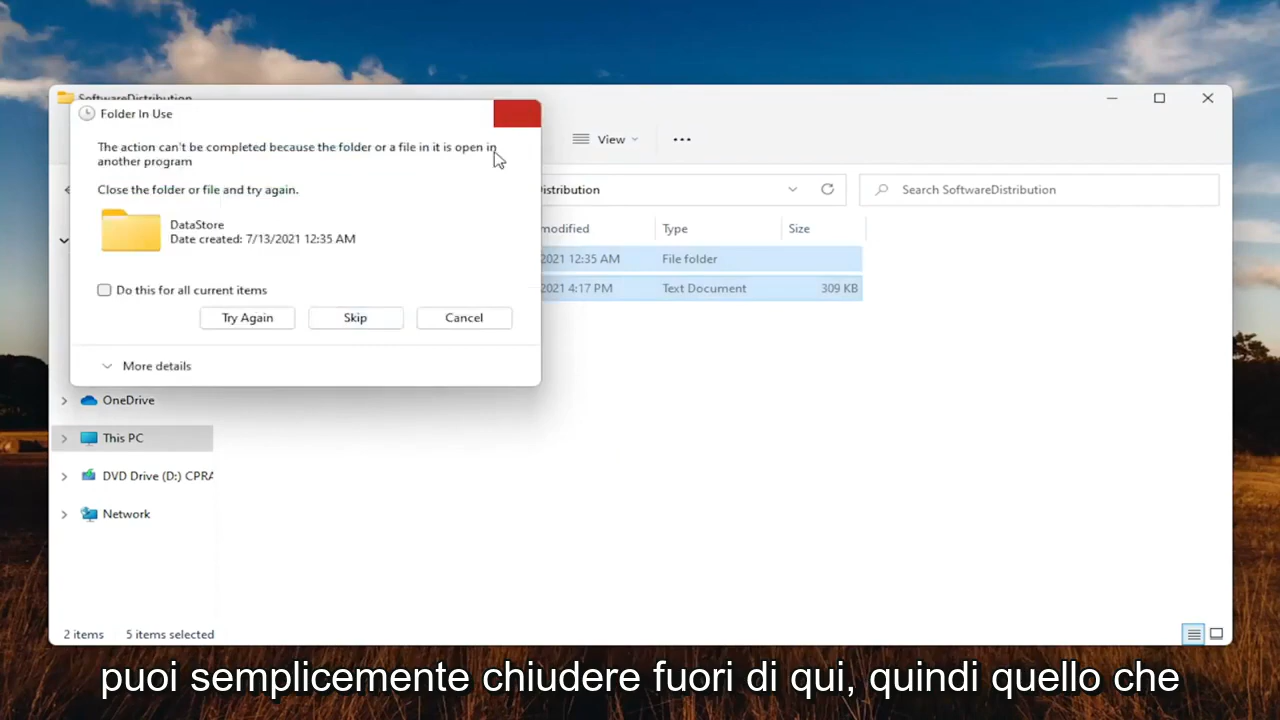 SoftwareDistribution
Folder In Use
The action can't be completed because the folder or a file in it is open in
another program
Close the folder or file and try again.
DataStore
Date created: 7/13/2021 12:35 AM
Do this for all current items
Try Again
Skip
Cancel
More details
View
istribution
Search SoftwareDistribution
modified
Type
Size
2021 12:35 AM
File folder
2021 4:17 PM
Text Document
309 KB
OneDrive
This PC
DVD Drive (D:) CPRA
Network
2 items
5 items selected
puoi semplicemente chiudere fuori di qui, quindi quello che